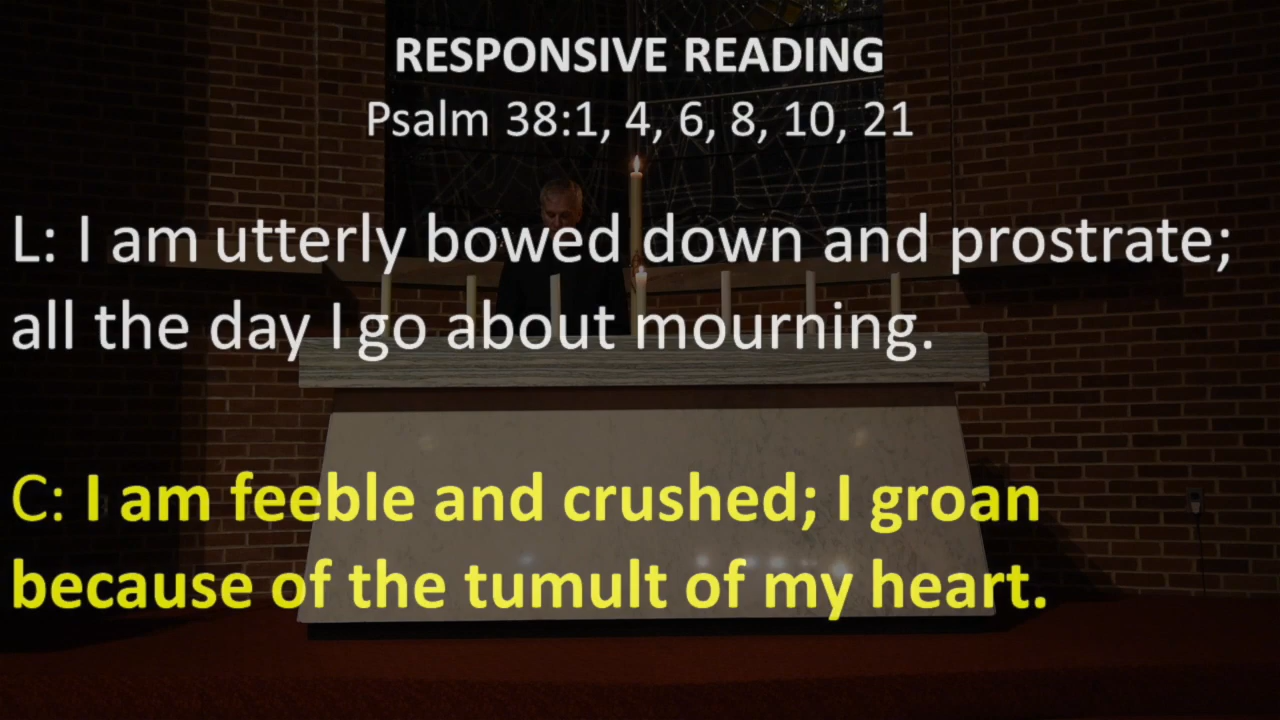 RESPONSIVE READING
Psalm 38:1, 4, 6, 8, 10, 21
L: I am utterly bowed down and prostrate;
all the day I go about mourning.
C: I am feeble and crushed; I groan
because of the tumult of my heart.